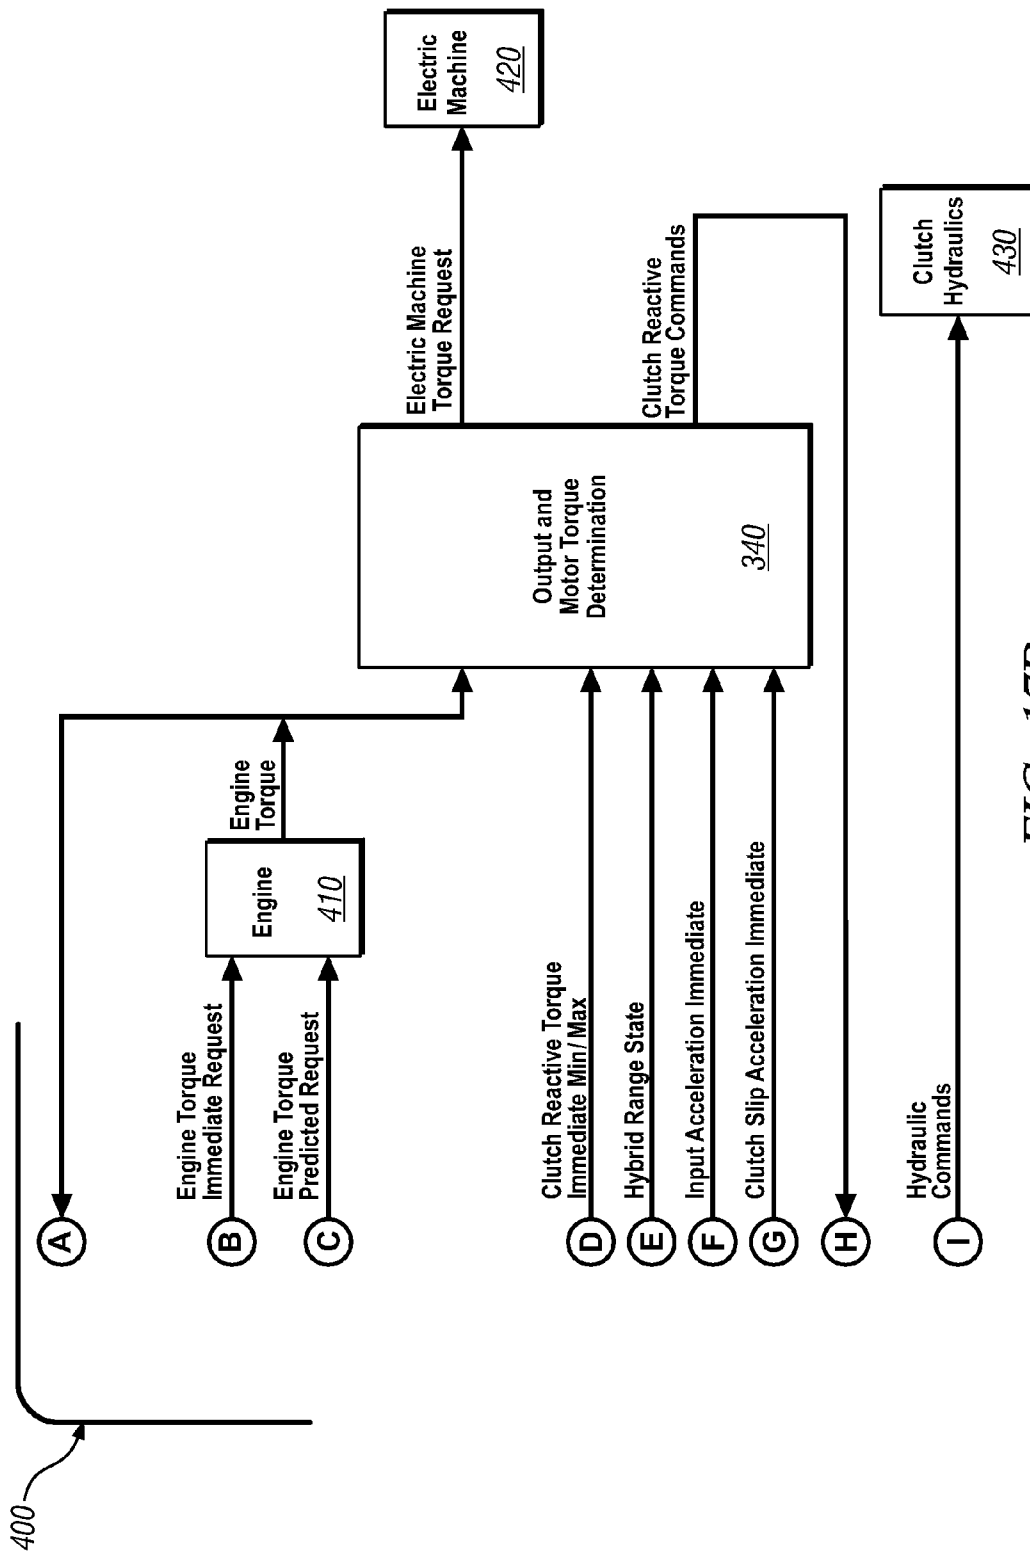 400
A
B
C
D
E
F
G
H
I
Engine Torque
Immediate Request
Engine Torque
Predicted Request
Engine
410
Engine
Torque
Clutch Reactive Torque
Immediate Min/Max
Hybrid Range State
Input Acceleration Immediate
Clutch Slip Acceleration Immediate
Output and
Motor Torque
Determination
340
Electric Machine
Torque Request
Electric
Machine
420
Clutch Reactive
Torque Commands
Hydraulic
Commands
Clutch
Hydraulics
430